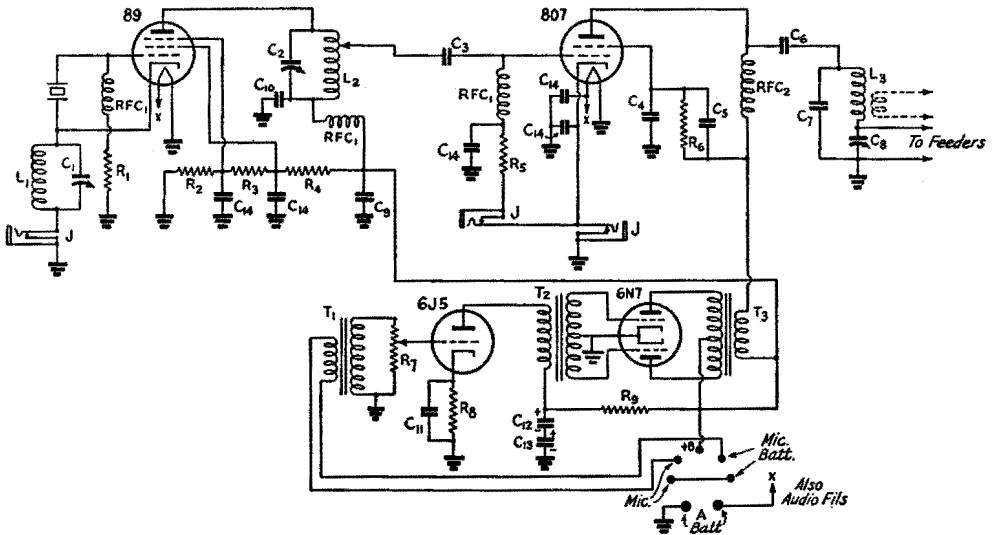 89
807
C2
L2
C3
C6
L3
C10
RFC1
RFC1
RFC1
C14
x
x
C4
R6
C5
RFC2
C7
C8
To Feeders
L1
C1
R1
C14
C14
R5
R2
R3
R4
C14
C14
C9
J
J
J
T1
6J5
T2
6N7
T3
R7
R8
C11
R9
+
C12
-
+
C13
-
+B
Mic.
Batt.
Mic.
x
Also
Audio Fils
A
Batt